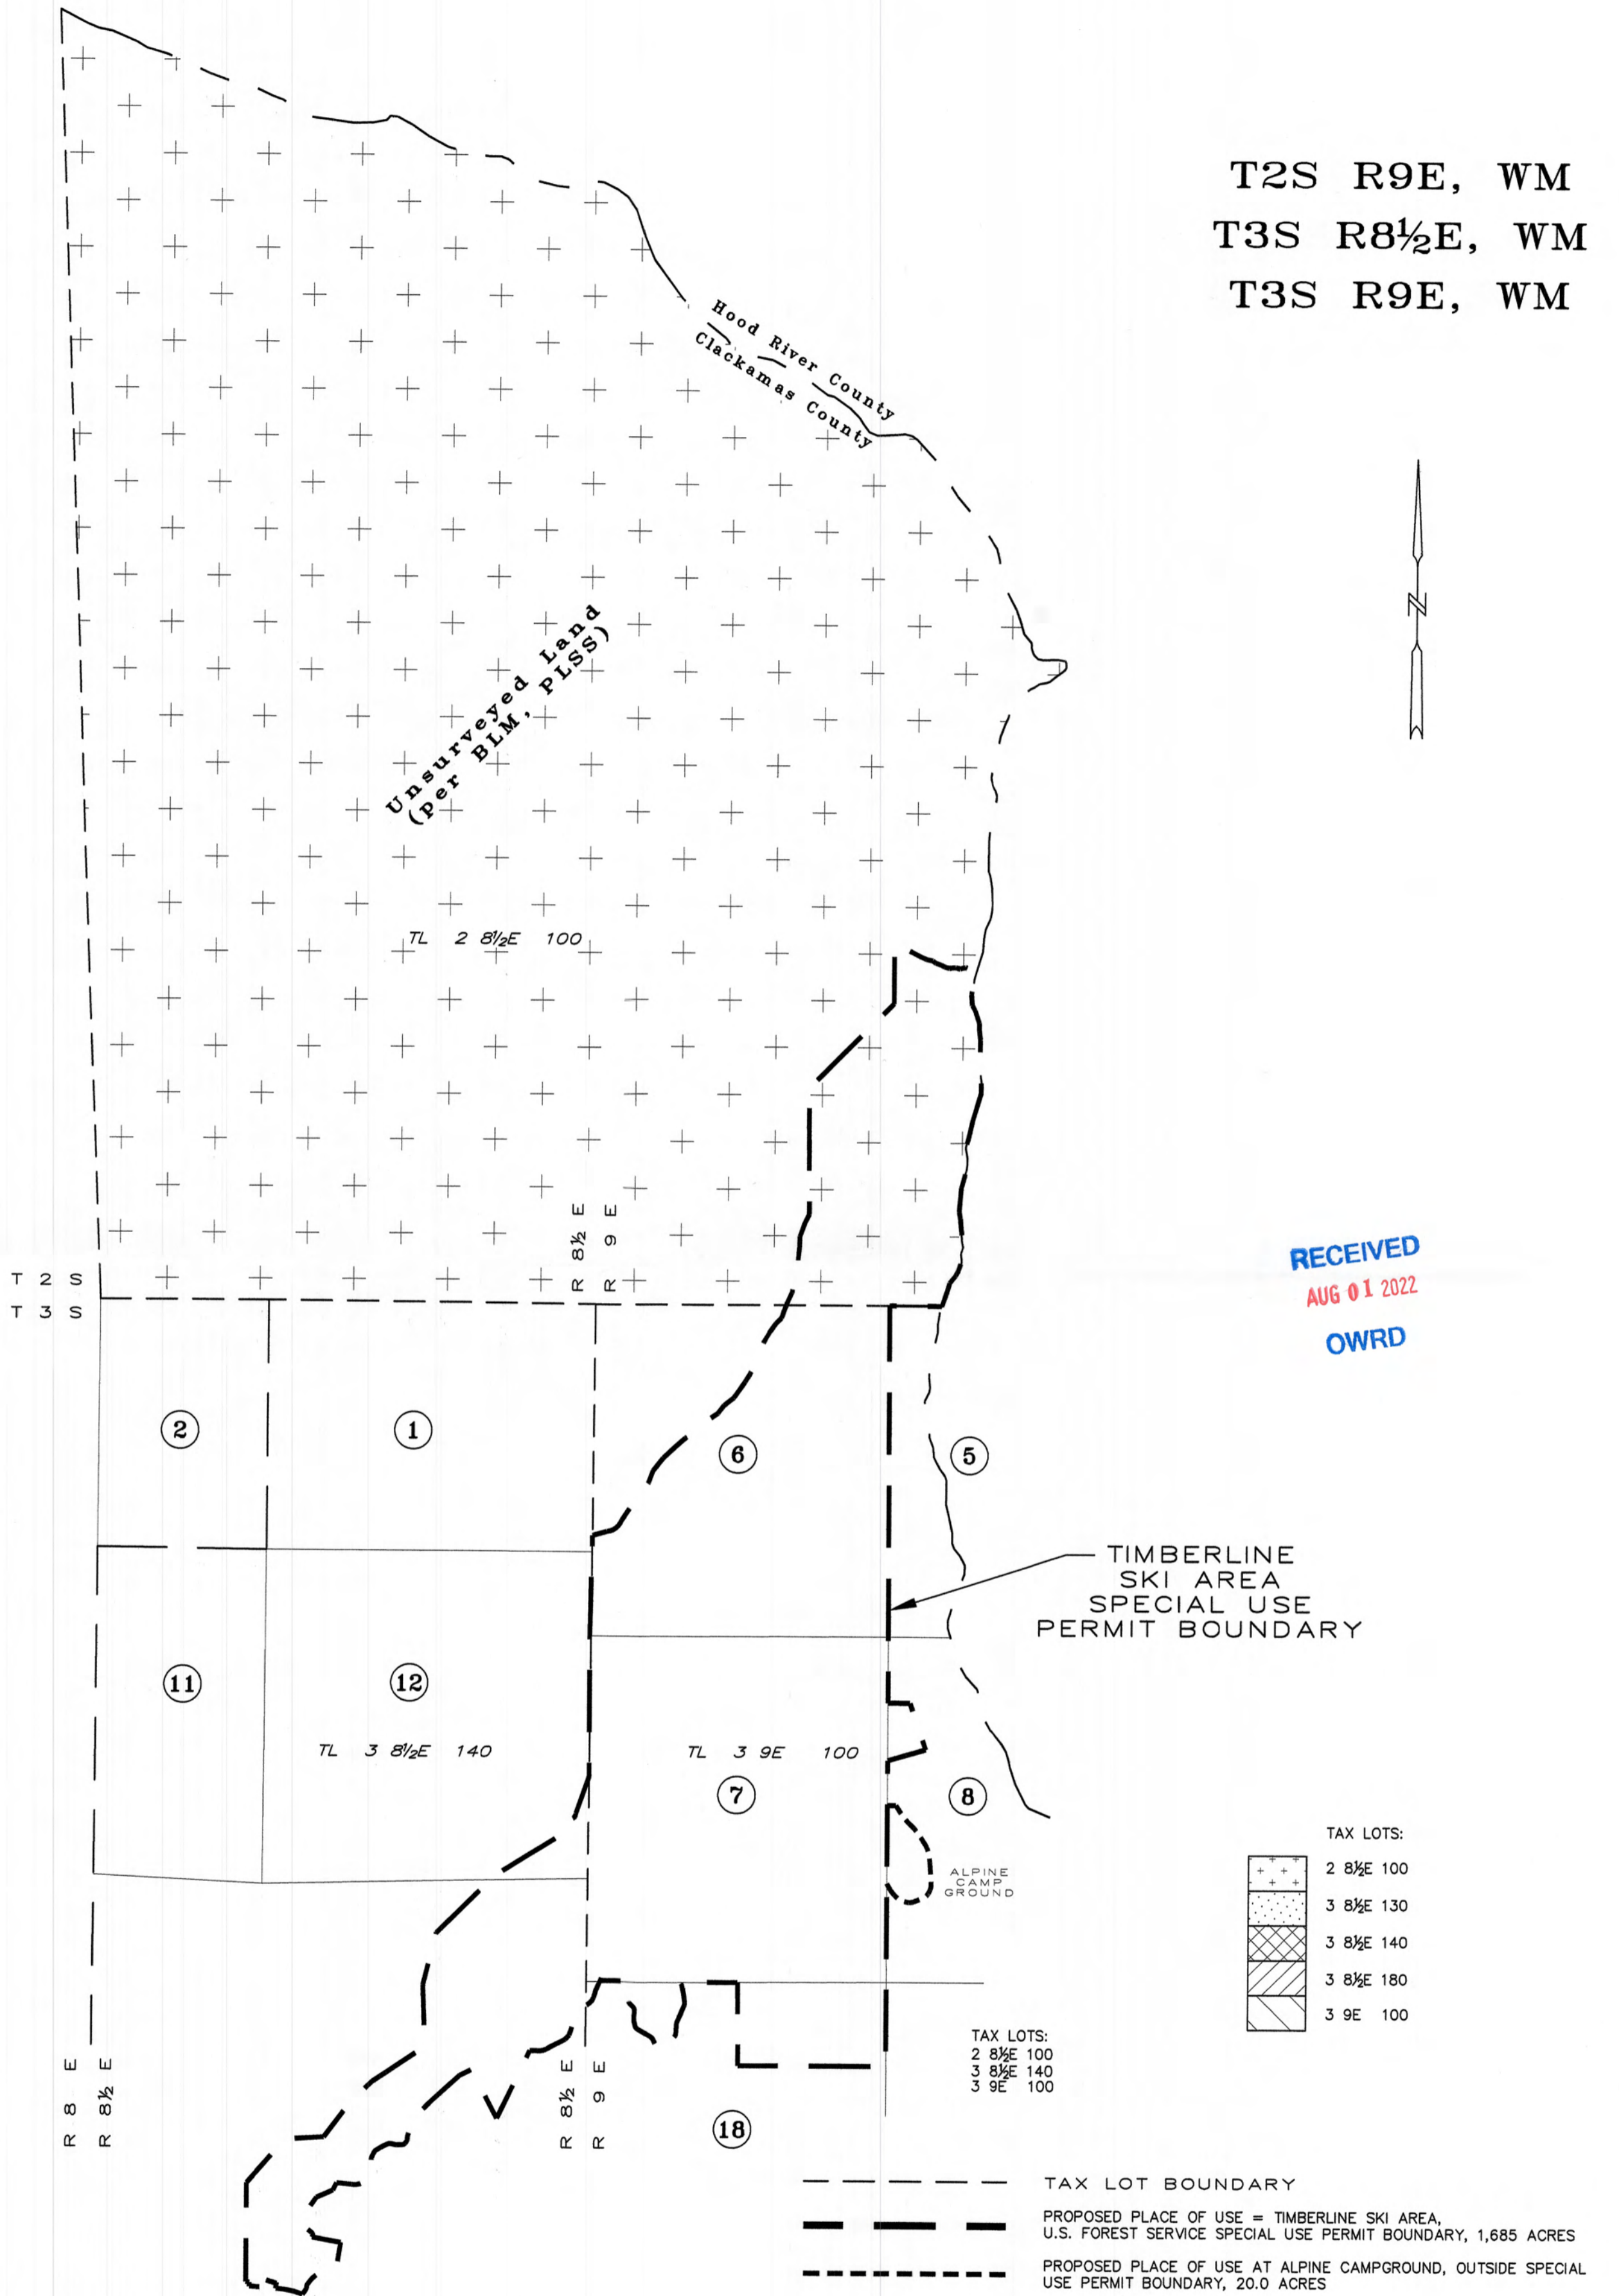 T2S R9E, WM
T3S R8½E, WM
T3S R9E, WM
Hood River County
Clackamas County
N
Unsurveyed Land
(per BLM, PLSS)
TL 2 8½E 100
R 8½ E
R 9 E
T 2 S
T 3 S
RECEIVED
AUG 01 2022
OWRD
2
1
6
5
TIMBERLINE
SKI AREA
SPECIAL USE
PERMIT BOUNDARY
11
12
TL 3 8½E 140
TL 3 9E 100
7
8
ALPINE
CAMP
GROUND
TAX LOTS:
2 8½E 100
3 8½E 130
3 8½E 140
3 8½E 180
3 9E 100
TAX LOTS:
2 8½E 100
3 8½E 140
3 9E 100
R 8 E
R 8½ E
R 8½ E
R 9 E
18
TAX LOT BOUNDARY
PROPOSED PLACE OF USE = TIMBERLINE SKI AREA,
U.S. FOREST SERVICE SPECIAL USE PERMIT BOUNDARY, 1,685 ACRES
PROPOSED PLACE OF USE AT ALPINE CAMPGROUND, OUTSIDE SPECIAL
USE PERMIT BOUNDARY, 20.0 ACRES